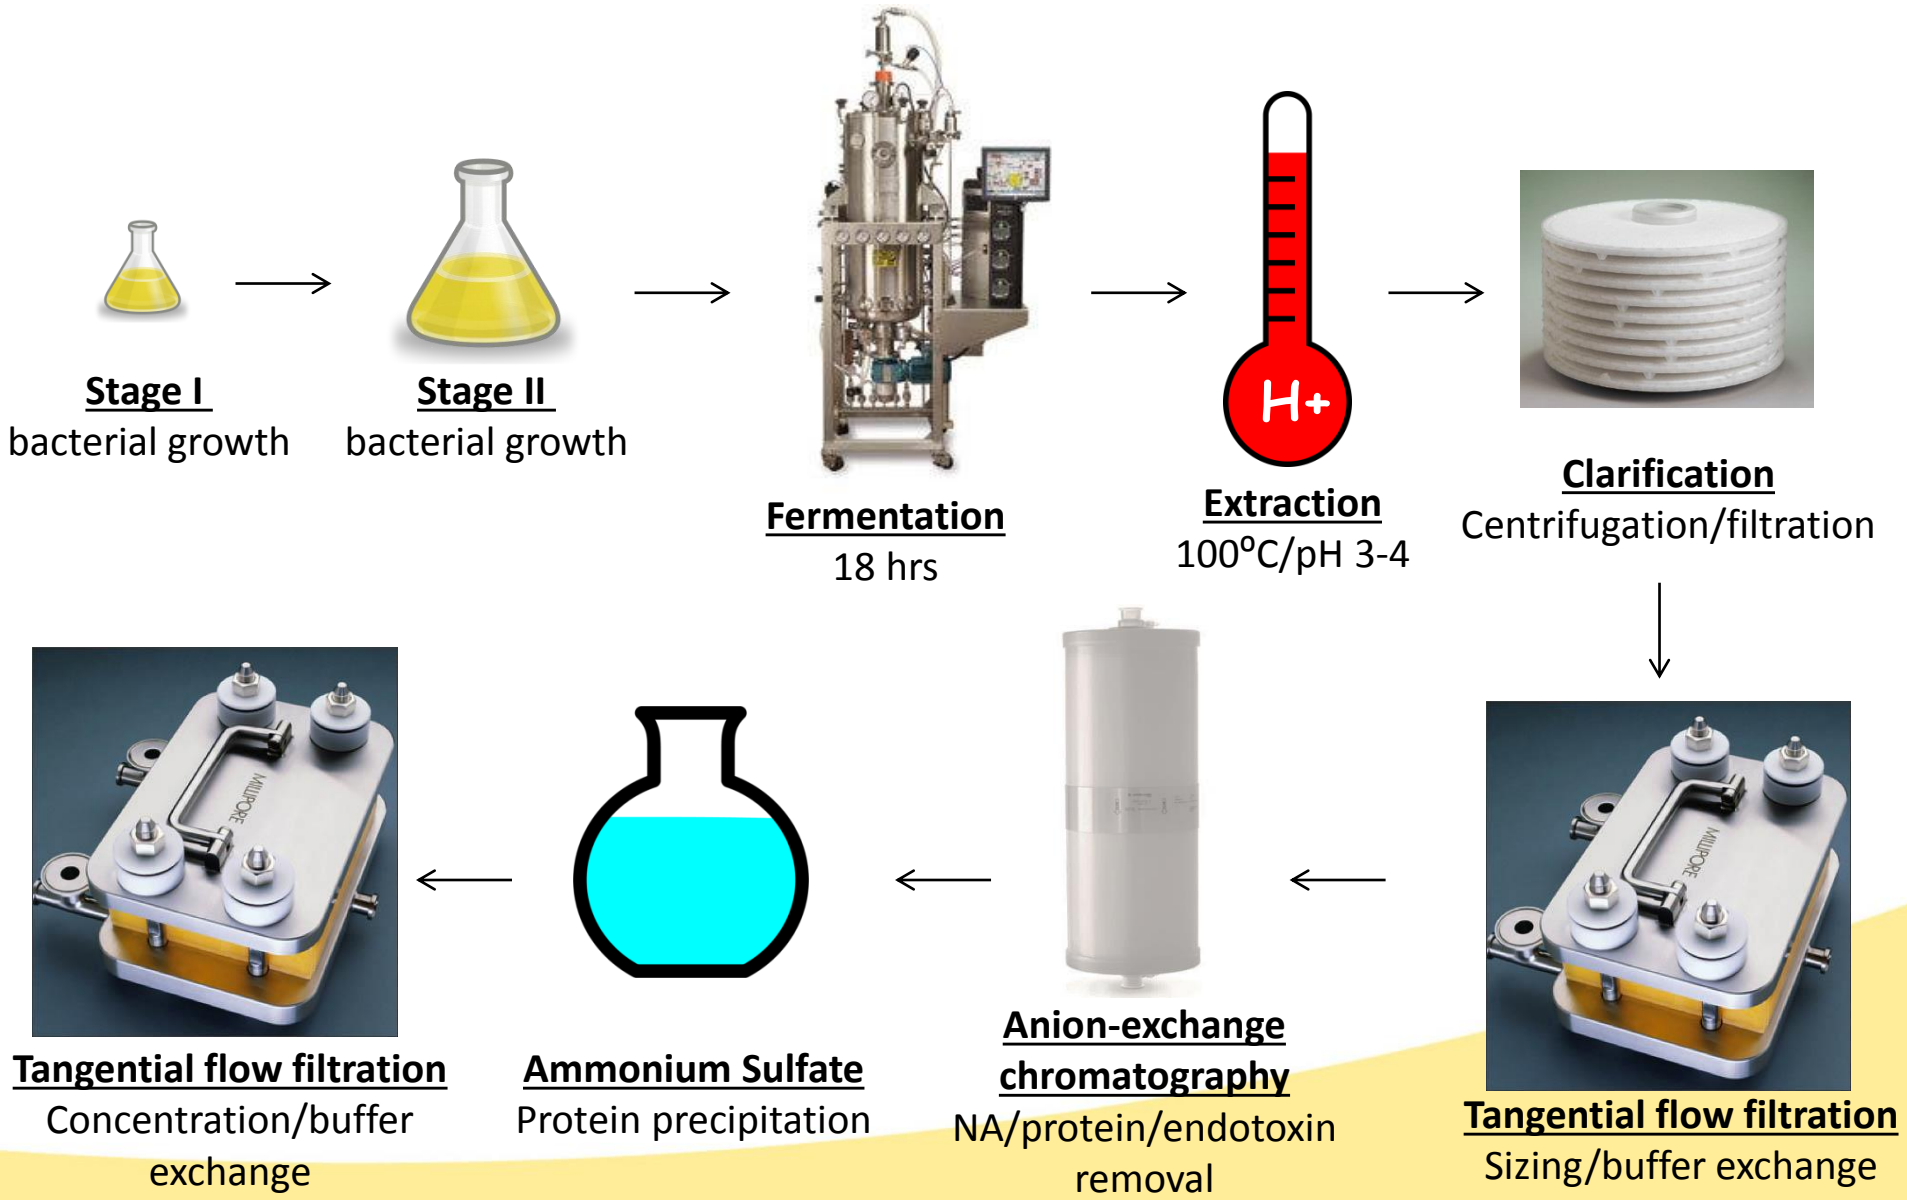 Stage I
bacterial growth
Stage II
bacterial growth
Fermentation
18 hrs
H+
Extraction
100⁰C/pH 3-4
Clarification
Centrifugation/filtration
MILLIPORE
Tangential flow filtration
Sizing/buffer exchange
Anion-exchange
chromatography
NA/protein/endotoxin
removal
Ammonium Sulfate
Protein precipitation
MILLIPORE
Tangential flow filtration
Concentration/buffer
exchange